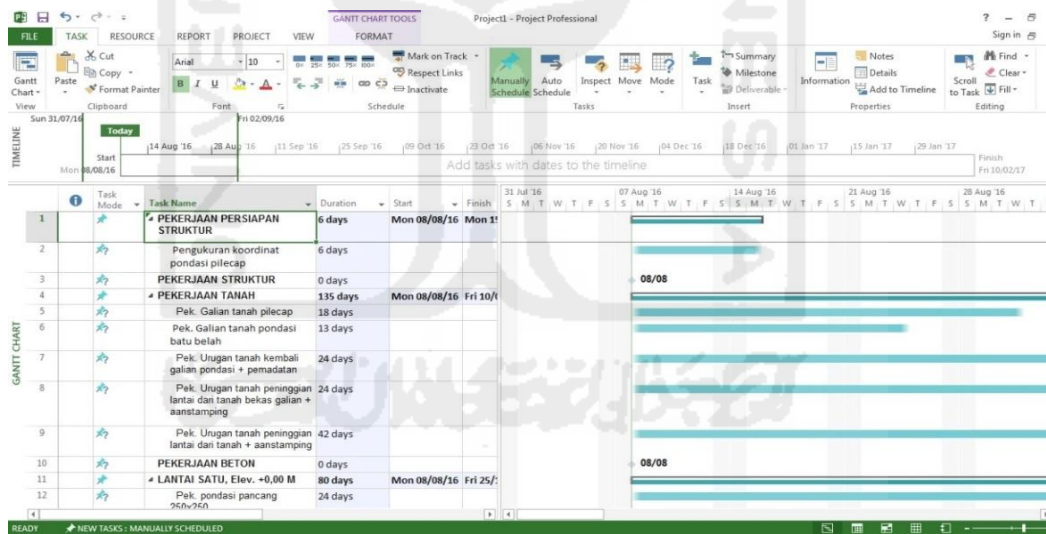 GANTT CHART TOOLS
Project1 - Project Professional
? – 
FILE TASK RESOURCE REPORT PROJECT VIEW FORMAT Sign in
Gantt Chart
Paste
Cut
Copy
Format Painter
Arial 10
B I U A
0% 25% 50% 75% 100%
Mark on Track
Respect Links
Inactivate
Manually Schedule
Auto Schedule
Inspect
Move
Mode
Task
Summary
Milestone
Deliverable
Information
Notes
Details
Add to Timeline
Scroll to Task
Find
Clear
Fill
View Clipboard Font Schedule Tasks Insert Properties Editing
TIMELINE
Sun 31/07/16 Fri 02/09/16
Today
14 Aug '16 28 Aug '16 11 Sep '16 25 Sep '16 09 Oct '16 23 Oct '16 06 Nov '16 20 Nov '16 04 Dec '16 18 Dec '16 01 Jan '17 15 Jan '17 29 Jan '17
Start
Mon 08/08/16
Add tasks with dates to the timeline
Finish
Fri 10/02/17
GANTT CHART
Task Mode Task Name Duration Start Finish
31 Jul '16 07 Aug '16 14 Aug '16 21 Aug '16 28 Aug '16
S M T W T F S S M T W T F S S M T W T F S S M T W T F S S M T W T
1 PEKERJAAN PERSIAPAN STRUKTUR 6 days Mon 08/08/16 Mon 1
2 Pengukuran koordinat pondasi pilecap 6 days
3 PEKERJAAN STRUKTUR 0 days 08/08
4 PEKERJAAN TANAH 135 days Mon 08/08/16 Fri 10/
5 Pek. Galian tanah pilecap 18 days
6 Pek. Galian tanah pondasi batu belah 13 days
7 Pek. Urugan tanah kembali galian pondasi + pemadatan 24 days
8 Pek. Urugan tanah peninggian lantai dari tanah bekas galian + aanstamping 24 days
9 Pek. Urugan tanah peninggian lantai dari tanah + aanstamping 42 days
10 PEKERJAAN BETON 0 days 08/08
11 LANTAI SATU, Elev. +0,00 M 80 days Mon 08/08/16 Fri 25/
12 Pek. pondasi pancang 250x250 24 days
READY NEW TASKS : MANUALLY SCHEDULED